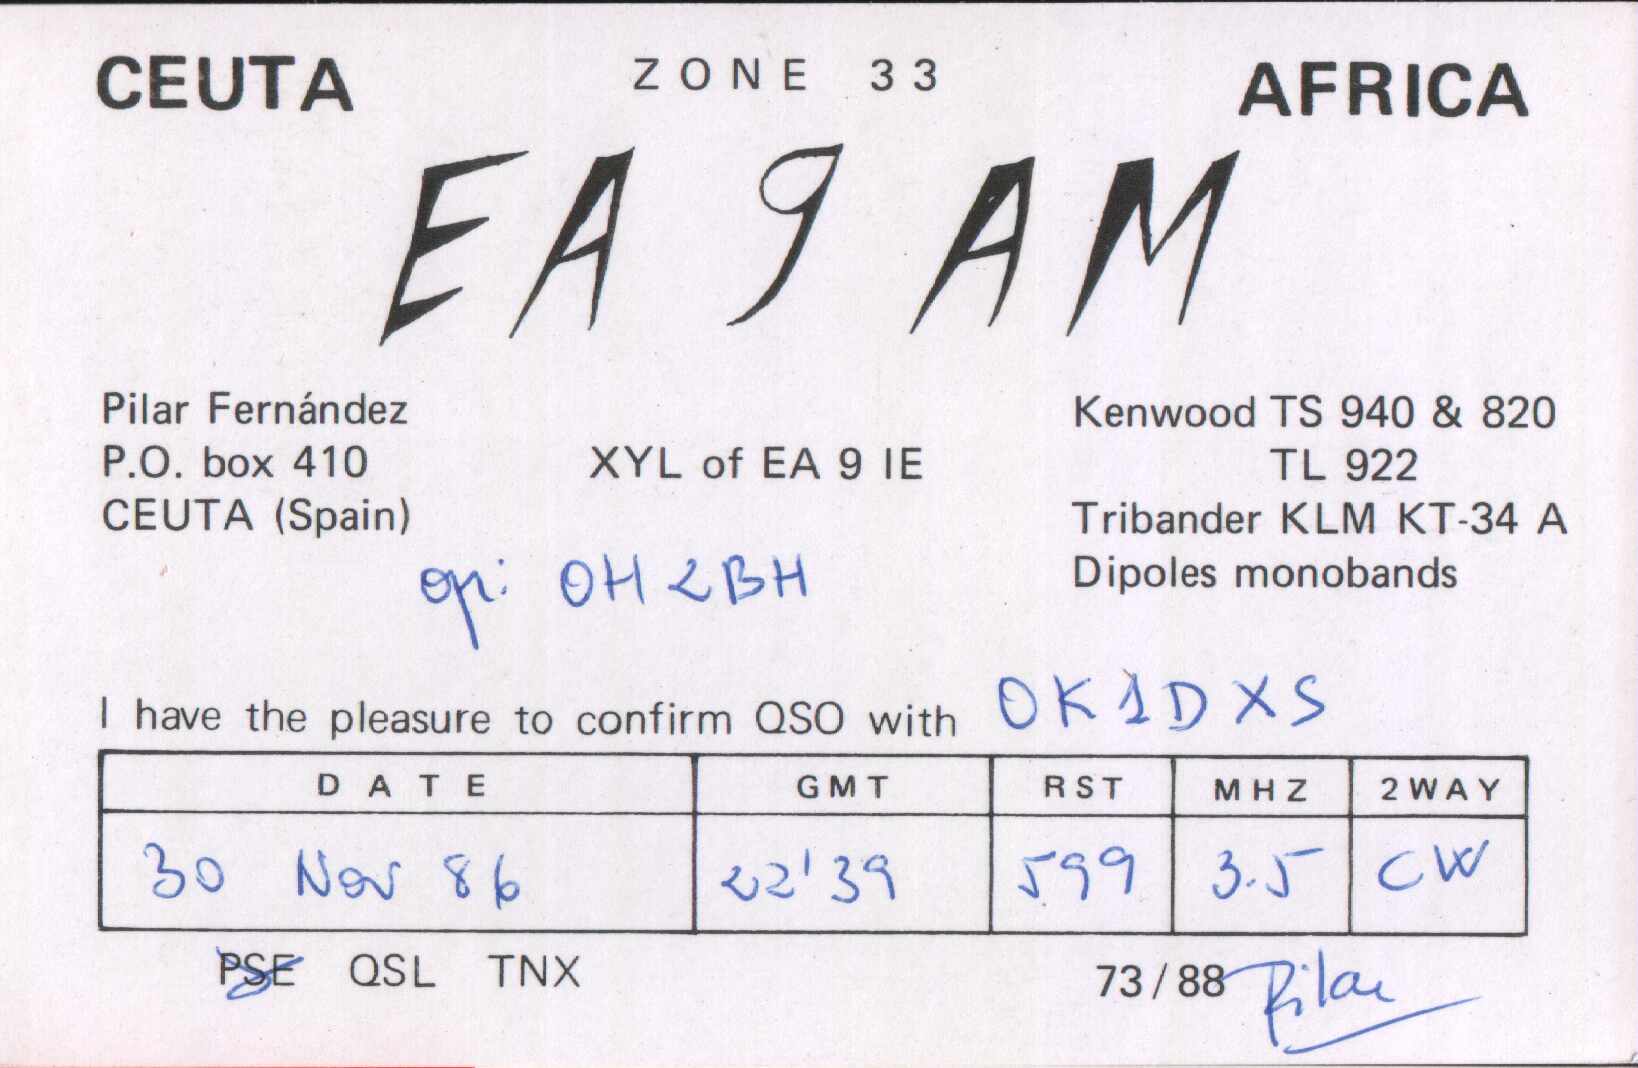 CEUTA ZONE 33 AFRICA
EA 9 AM
Pilar Fernández
P.O. box 410
CEUTA (Spain)
XYL of EA 9 IE
Kenwood TS 940 & 820
TL 922
Tribander KLM KT-34 A
Dipoles monobands
op: OH2BH
I have the pleasure to confirm QSO with OK1DXS
DATE GMT RST MHZ 2WAY
30 Nov 86 22'39 599 3.5 CW
PSE QSL TNX 73/88 Pilar